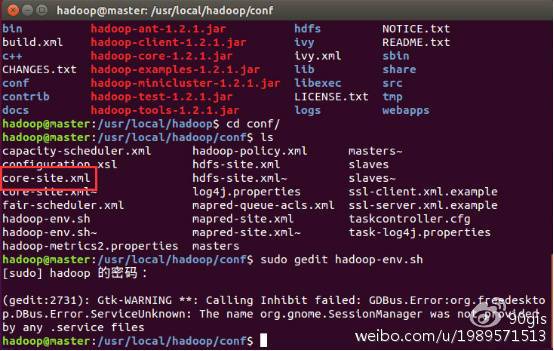 hadoop@master: /usr/local/hadoop/conf
bin hadoop-ant-1.2.1.jar hdfs NOTICE.txt
build.xml hadoop-client-1.2.1.jar ivy README.txt
c++ hadoop-core-1.2.1.jar ivy.xml sbin
CHANGES.txt hadoop-examples-1.2.1.jar lib share
conf hadoop-minicluster-1.2.1.jar libexec src
contrib hadoop-test-1.2.1.jar LICENSE.txt tmp
docs hadoop-tools-1.2.1.jar logs webapps
hadoop@master:/usr/local/hadoop$ cd conf/
hadoop@master:/usr/local/hadoop/conf$ ls
capacity-scheduler.xml hadoop-policy.xml masters~
configuration.xsl hdfs-site.xml slaves
core-site.xml hdfs-site.xml~ slaves~
core-site.xml~ log4j.properties ssl-client.xml.example
fair-scheduler.xml mapred-queue-acls.xml ssl-server.xml.example
hadoop-env.sh mapred-site.xml taskcontroller.cfg
hadoop-env.sh~ mapred-site.xml~ task-log4j.properties
hadoop-metrics2.properties masters
hadoop@master:/usr/local/hadoop/conf$ sudo gedit hadoop-env.sh
[sudo] hadoop 的密码：
(gedit:2731): Gtk-WARNING **: Calling Inhibit failed: GDBus.Error:org.freedeskto
p.DBus.Error.ServiceUnknown: The name org.gnome.SessionManager was not provided
by any .service files
hadoop@master:/usr/local/hadoop/conf$
90gis
weibo.com/u/1989571513